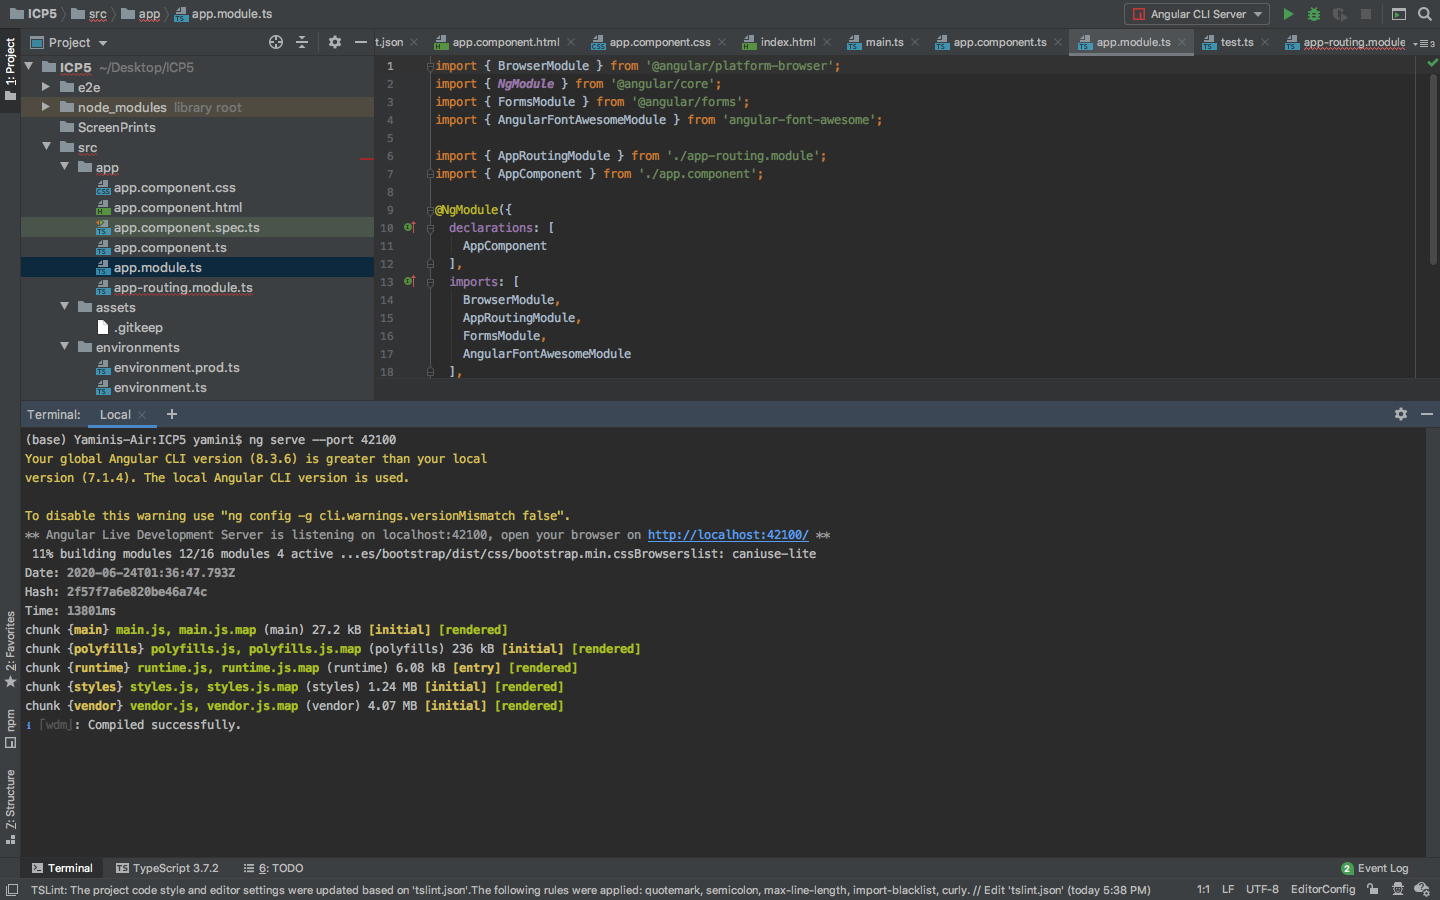 ICP5 src app app.module.ts
Angular CLI Server
Project
t.json app.component.html app.component.css index.html main.ts app.component.ts app.module.ts test.ts app-routing.module 3
1: Project
ICP5 ~/Desktop/ICP5
e2e
node_modules library root
ScreenPrints
src
app
app.component.css
app.component.html
app.component.spec.ts
app.component.ts
app.module.ts
app-routing.module.ts
assets
.gitkeep
environments
environment.prod.ts
environment.ts
1 import { BrowserModule } from '@angular/platform-browser';
2 import { NgModule } from '@angular/core';
3 import { FormsModule } from '@angular/forms';
4 import { AngularFontAwesomeModule } from 'angular-font-awesome';
5
6 import { AppRoutingModule } from './app-routing.module';
7 import { AppComponent } from './app.component';
8
9 @NgModule({
10 declarations: [
11 AppComponent
12 ],
13 imports: [
14 BrowserModule,
15 AppRoutingModule,
16 FormsModule,
17 AngularFontAwesomeModule
18 ],
Terminal: Local +
(base) Yaminis-Air:ICP5 yamini$ ng serve --port 42100
Your global Angular CLI version (8.3.6) is greater than your local
version (7.1.4). The local Angular CLI version is used.
To disable this warning use "ng config -g cli.warnings.versionMismatch false".
** Angular Live Development Server is listening on localhost:42100, open your browser on http://localhost:42100/ **
11% building modules 12/16 modules 4 active ...es/bootstrap/dist/css/bootstrap.min.cssBrowserslist: caniuse-lite
Date: 2020-06-24T01:36:47.793Z
Hash: 2f57f7a6e820be46a74c
Time: 13801ms
chunk {main} main.js, main.js.map (main) 27.2 kB [initial] [rendered]
chunk {polyfills} polyfills.js, polyfills.js.map (polyfills) 236 kB [initial] [rendered]
chunk {runtime} runtime.js, runtime.js.map (runtime) 6.08 kB [entry] [rendered]
chunk {styles} styles.js, styles.js.map (styles) 1.24 MB [initial] [rendered]
chunk {vendor} vendor.js, vendor.js.map (vendor) 4.07 MB [initial] [rendered]
ℹ ｢wdm｣: Compiled successfully.
2: Favorites
npm
7: Structure
Terminal TypeScript 3.7.2 6: TODO 2 Event Log
TSLint: The project code style and editor settings were updated based on 'tslint.json'.The following rules were applied: quotemark, semicolon, max-line-length, import-blacklist, curly. // Edit 'tslint.json' (today 5:38 PM) 1:1 LF UTF-8 EditorConfig